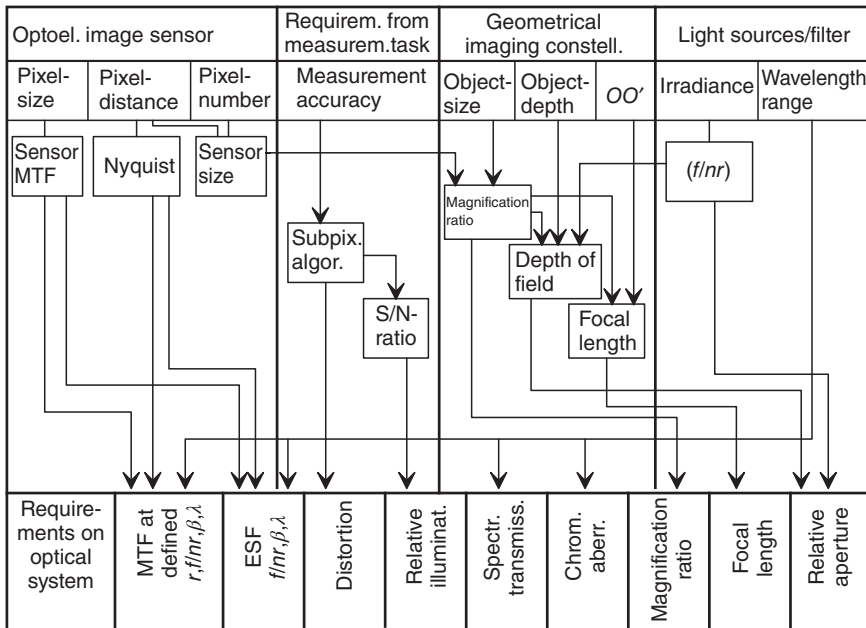 Optoel. image sensor
Requirem. from
measurem.task
Geometrical
imaging constell.
Light sources/filter
Pixel-
size
Pixel-
distance
Pixel-
number
Measurement
accuracy
Object-
size
Object-
depth
OO′
Irradiance
Wavelength
range
Sensor
MTF
Nyquist
Sensor
size
Magnification
ratio
(f/nr)
Subpix.
algor.
Depth of
field
S/N-
ratio
Focal
length
Require-
ments on
optical
system
MTF at
defined
r,f/nr,β,λ
ESF
f/nr,β,λ
Distortion
Relative
illuminat.
Spectr.
transmiss.
Chrom.
aberr.
Magnification
ratio
Focal
length
Relative
aperture